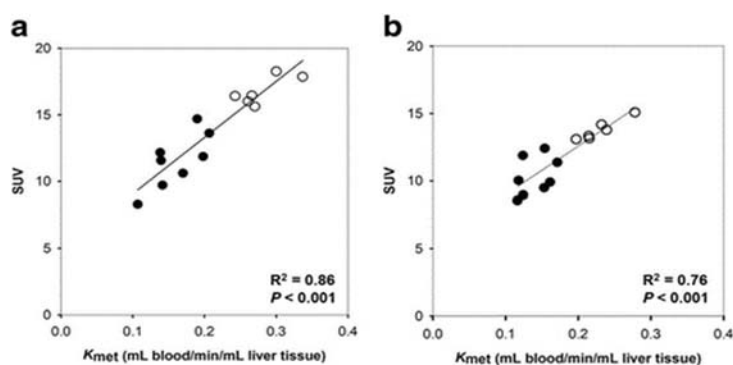 a
20
15
10
5
0
SUV
R² = 0.86
P < 0.001
0.0 0.1 0.2 0.3 0.4
Kmet (mL blood/min/mL liver tissue)
b
20
15
10
5
0
SUV
R² = 0.76
P < 0.001
0.0 0.1 0.2 0.3 0.4
Kmet (mL blood/min/mL liver tissue)